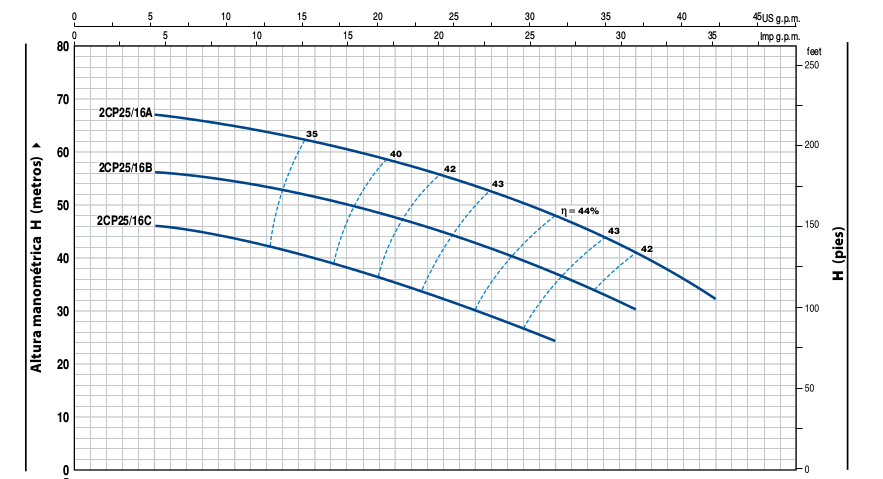 0 5 10 15 20 25 30 35 40 45 US g.p.m.
0 5 10 15 20 25 30 35 Imp g.p.m.
feet
80
70
60
50
40
30
20
10
0
250
200
150
100
50
0
Altura manométrica H (metros)
H (pies)
2CP25/16A
2CP25/16B
2CP25/16C
35
40
42
43
η = 44%
43
42